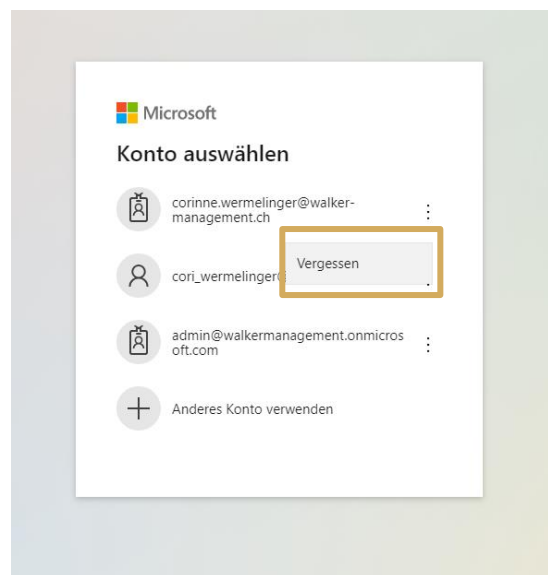 Microsoft
Konto auswählen
corinne.wermelinger@walker-
management.ch
Vergessen
cori_wermelinger
admin@walkermanagement.onmicros
oft.com
Anderes Konto verwenden